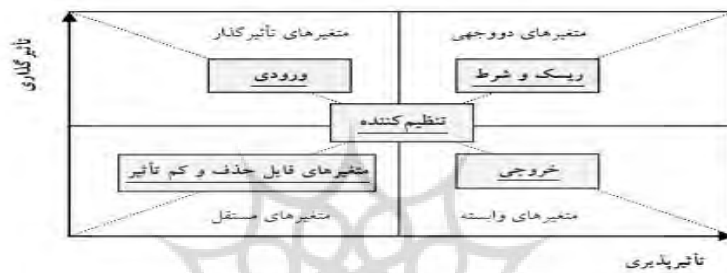 متغیرهای دووجهی
متغیرهای تأثیرگذار
ریسک و شرط
ورودی
تأثیرگذاری
تنظیم‌کننده
خروجی
متغیرهای قابل حذف و کم تأثیر
متغیرهای وابسته
متغیرهای مستقل
تأثیرپذیری